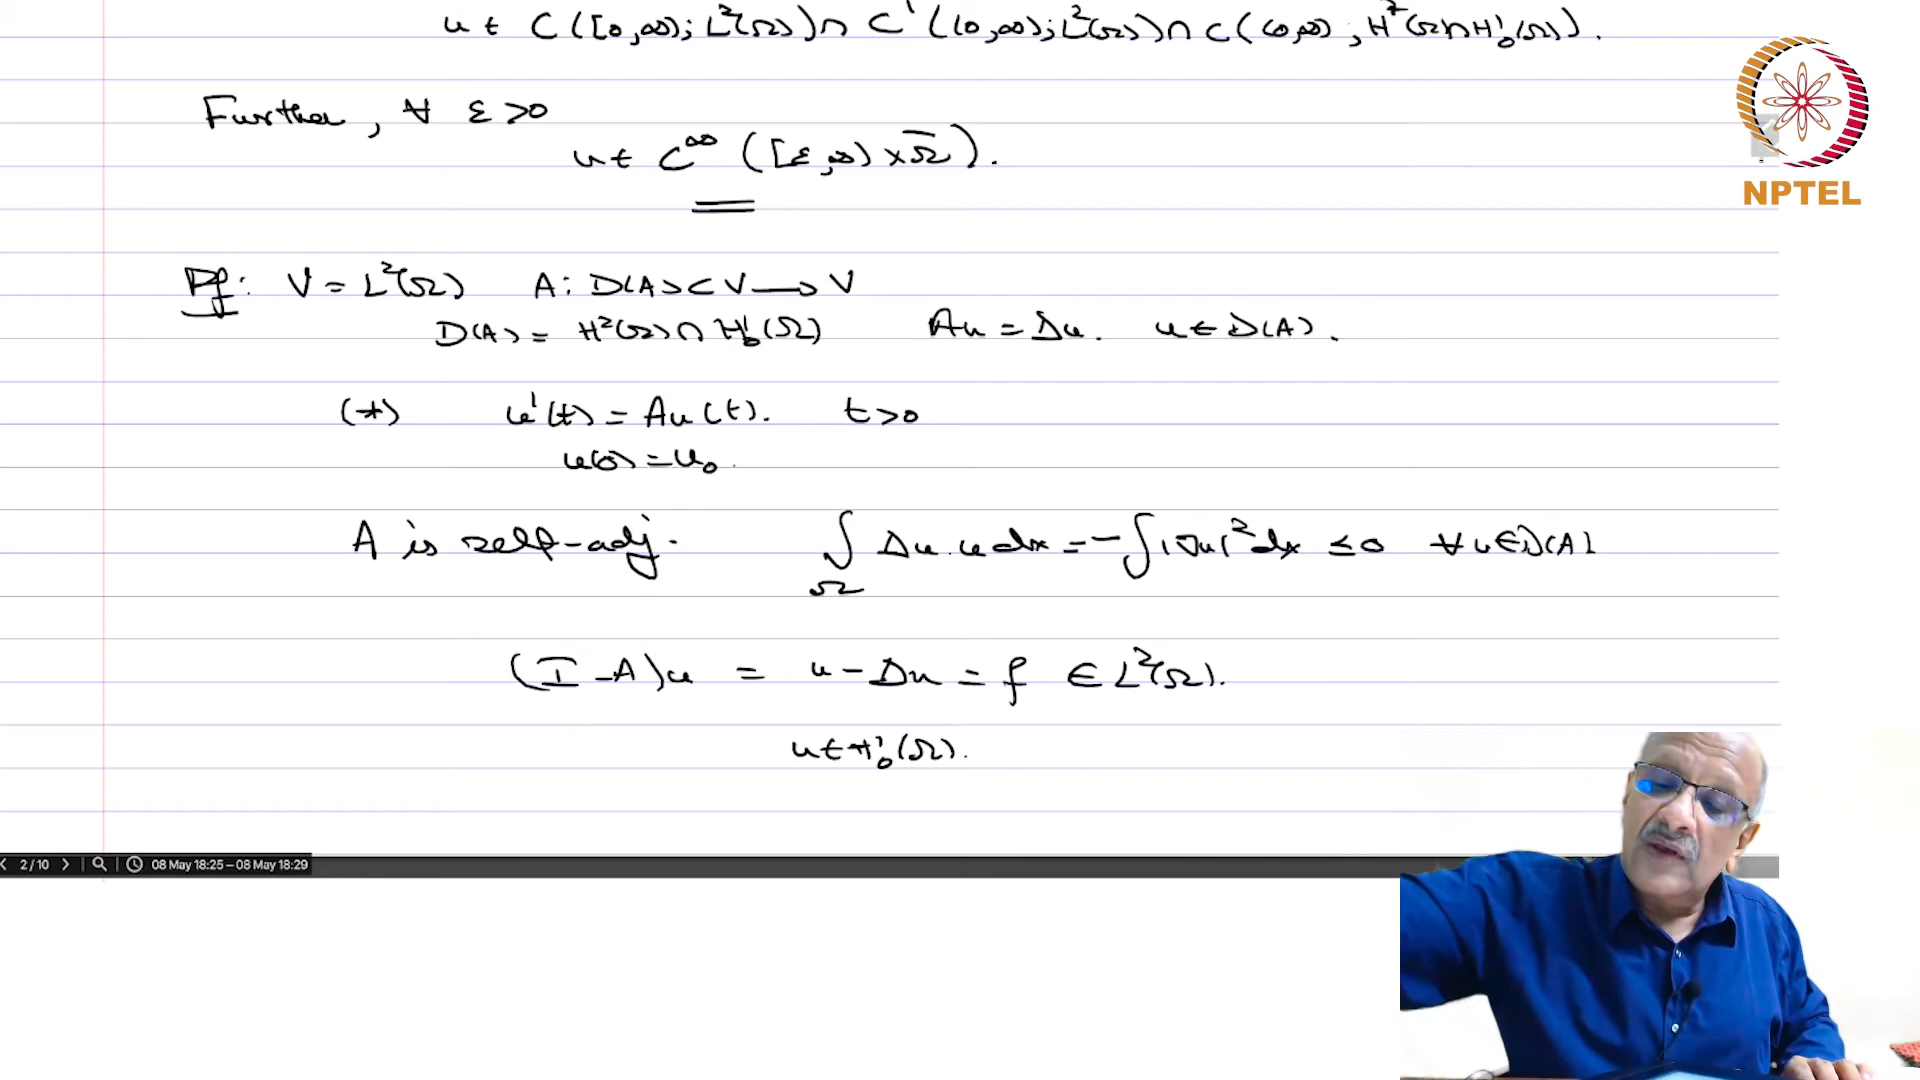 u ∈ C([0,∞); L²(Ω)) ∩ C¹((0,∞); L²(Ω)) ∩ C((0,∞); H²(Ω) ∩ H¹₀(Ω)).
Further, ∀ ε > 0
u ∈ C^∞ ([ε,∞) × Ω̅).
NPTEL
Pf: V = L²(Ω) A: D(A) ⊂ V → V
D(A) = H²(Ω) ∩ H¹₀(Ω) Au = Δu. u ∈ D(A).
(*) u'(t) = Au(t). t > 0
u(0) = u₀.
A is self-adj. ∫_Ω Δu.u dx = -∫|∇u|² dx ≤ 0 ∀ u ∈ D(A)
(I - A)u = u - Δu = f ∈ L²(Ω).
u ∈ H¹₀(Ω).
2/10 08 May 18:25 – 08 May 18:29